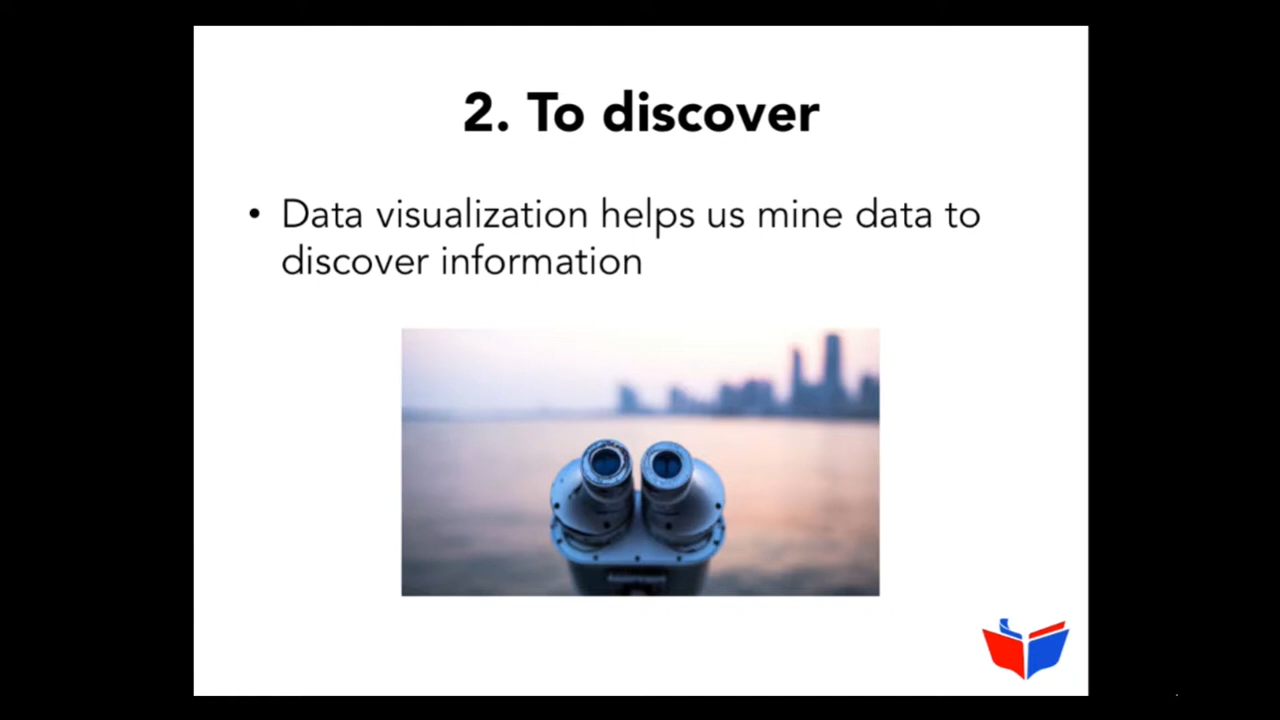 2. To discover
• Data visualization helps us mine data to
discover information